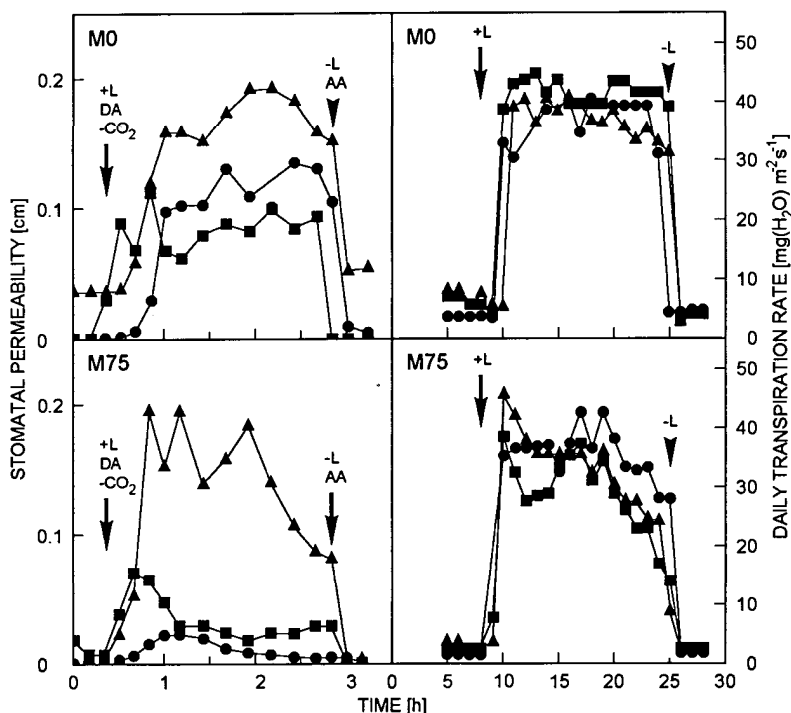 M0
+L
DA
-CO₂
-L
AA
0.2
0.1
0
M0
+L
-L
50
40
30
20
10
0
M75
+L
DA
-CO₂
-L
AA
0.2
0.1
0
M75
+L
-L
50
40
30
20
10
0
0 1 2 3
0 5 10 15 20 25 30
TIME [h]
STOMATAL PERMEABILITY [cm]
DAILY TRANSPIRATION RATE [mg(H₂O) m⁻²s⁻¹]